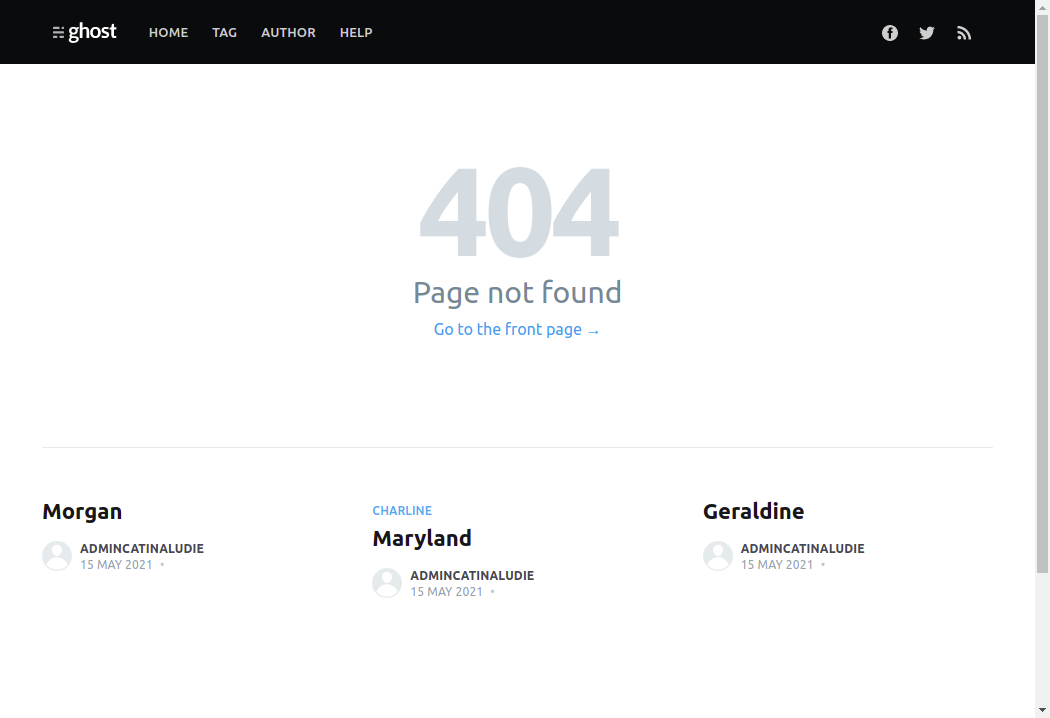 ghost HOME TAG AUTHOR HELP
404
Page not found
Go to the front page →
Morgan
ADMINCATINALUDIE
15 MAY 2021 •
CHARLINE
Maryland
ADMINCATINALUDIE
15 MAY 2021 •
Geraldine
ADMINCATINALUDIE
15 MAY 2021 •